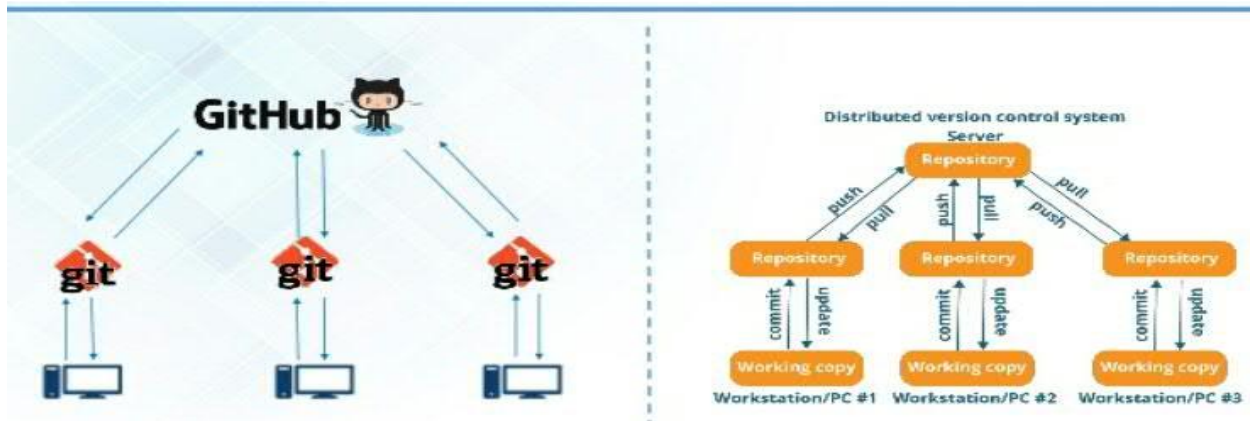 GitHub
git
git
git
Distributed version control system
Server
Repository
push
pull
push
pull
pull
push
Repository
Repository
Repository
commit
update
commit
update
commit
update
Working copy
Working copy
Working copy
Workstation/PC #1
Workstation/PC #2
Workstation/PC #3